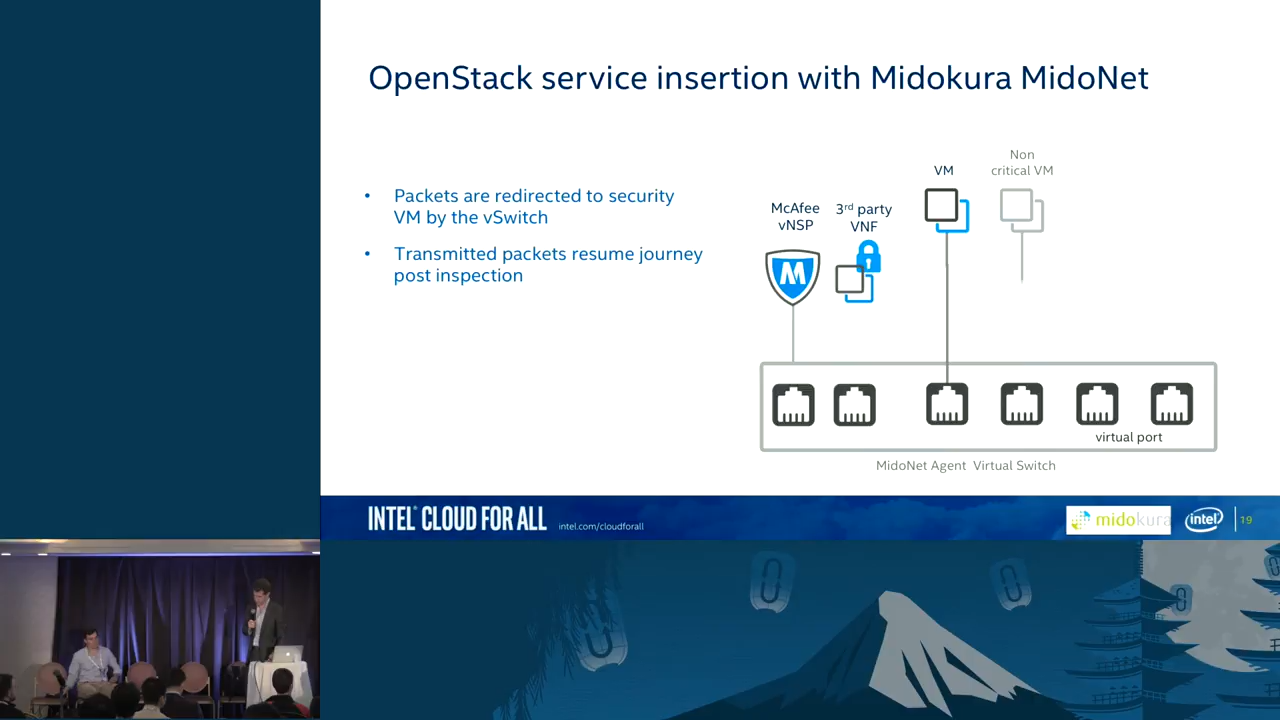 OpenStack service insertion with Midokura MidoNet
• Packets are redirected to security
VM by the vSwitch
• Transmitted packets resume journey
post inspection
McAfee
vNSP
3rd party
VNF
VM
Non
critical VM
M
virtual port
MidoNet Agent Virtual Switch
INTEL® CLOUD FOR ALL
intel.com/cloudforall
midokura
intel
19